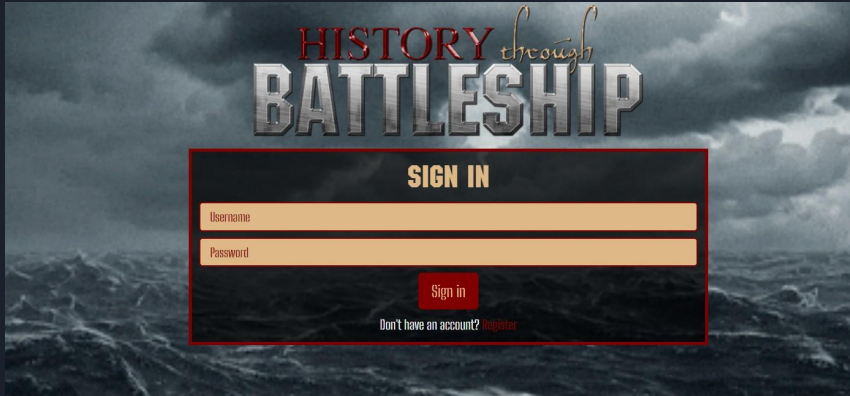 HISTORY through
BATTLESHIP
SIGN IN
Username
Password
Sign in
Don't have an account? Register